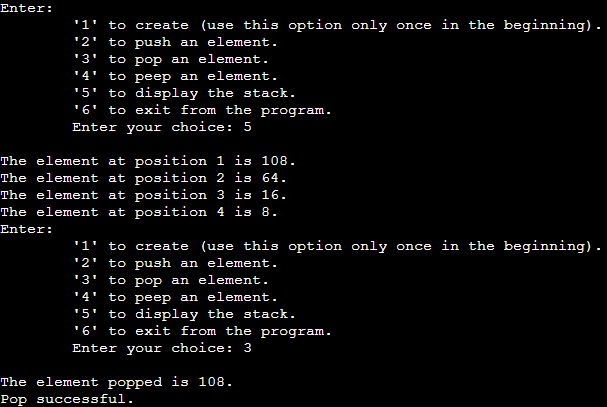 Enter:
'1' to create (use this option only once in the beginning).
'2' to push an element.
'3' to pop an element.
'4' to peep an element.
'5' to display the stack.
'6' to exit from the program.
Enter your choice: 5
The element at position 1 is 108.
The element at position 2 is 64.
The element at position 3 is 16.
The element at position 4 is 8.
Enter:
'1' to create (use this option only once in the beginning).
'2' to push an element.
'3' to pop an element.
'4' to peep an element.
'5' to display the stack.
'6' to exit from the program.
Enter your choice: 3
The element popped is 108.
Pop successful.